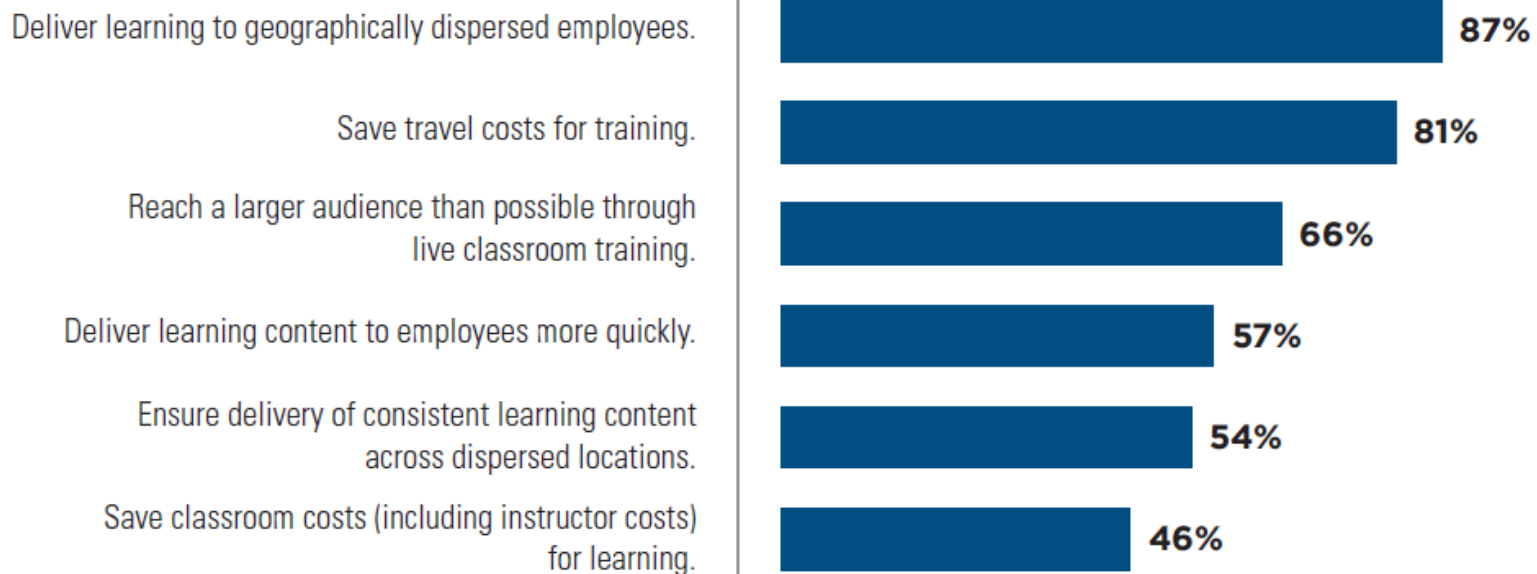 Deliver learning to geographically dispersed employees.
87%
Save travel costs for training.
81%
Reach a larger audience than possible through
live classroom training.
66%
Deliver learning content to employees more quickly.
57%
Ensure delivery of consistent learning content
across dispersed locations.
54%
Save classroom costs (including instructor costs)
for learning.
46%